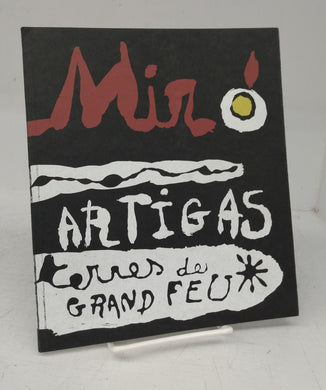 Miró
ARTIGAS
terres de
GRAND FEU